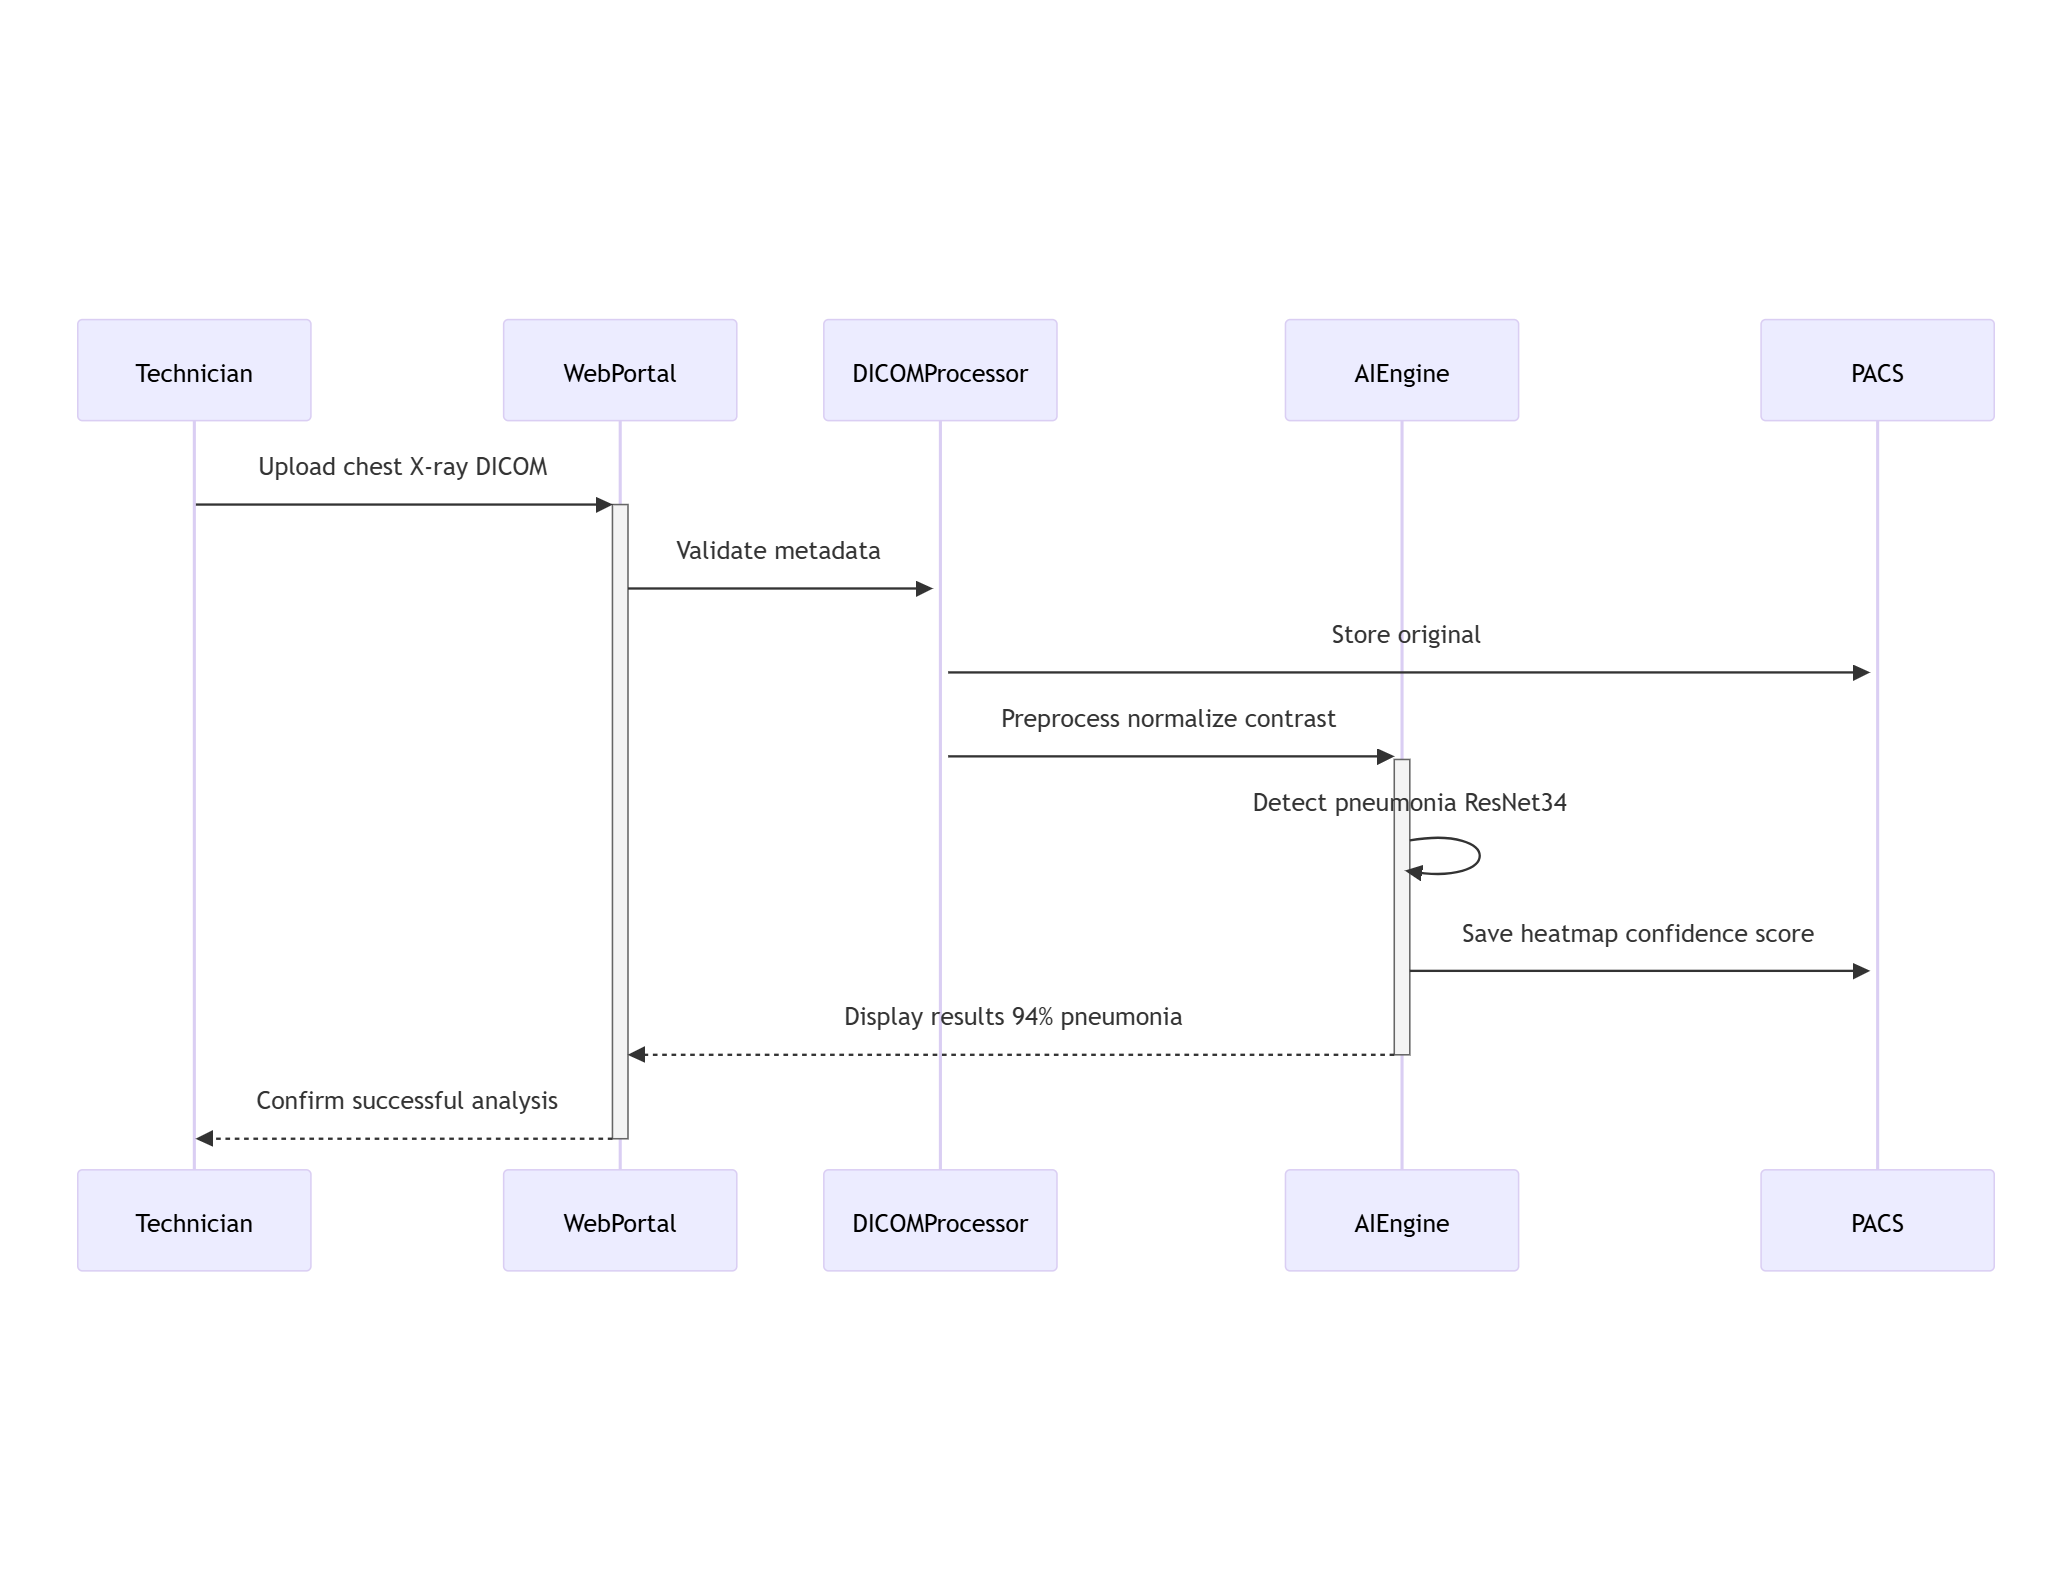 Technician
WebPortal
DICOMProcessor
AIEngine
PACS
Upload chest X-ray DICOM
Validate metadata
Store original
Preprocess normalize contrast
Detect pneumonia ResNet34
Save heatmap confidence score
Display results 94% pneumonia
Confirm successful analysis
Technician
WebPortal
DICOMProcessor
AIEngine
PACS